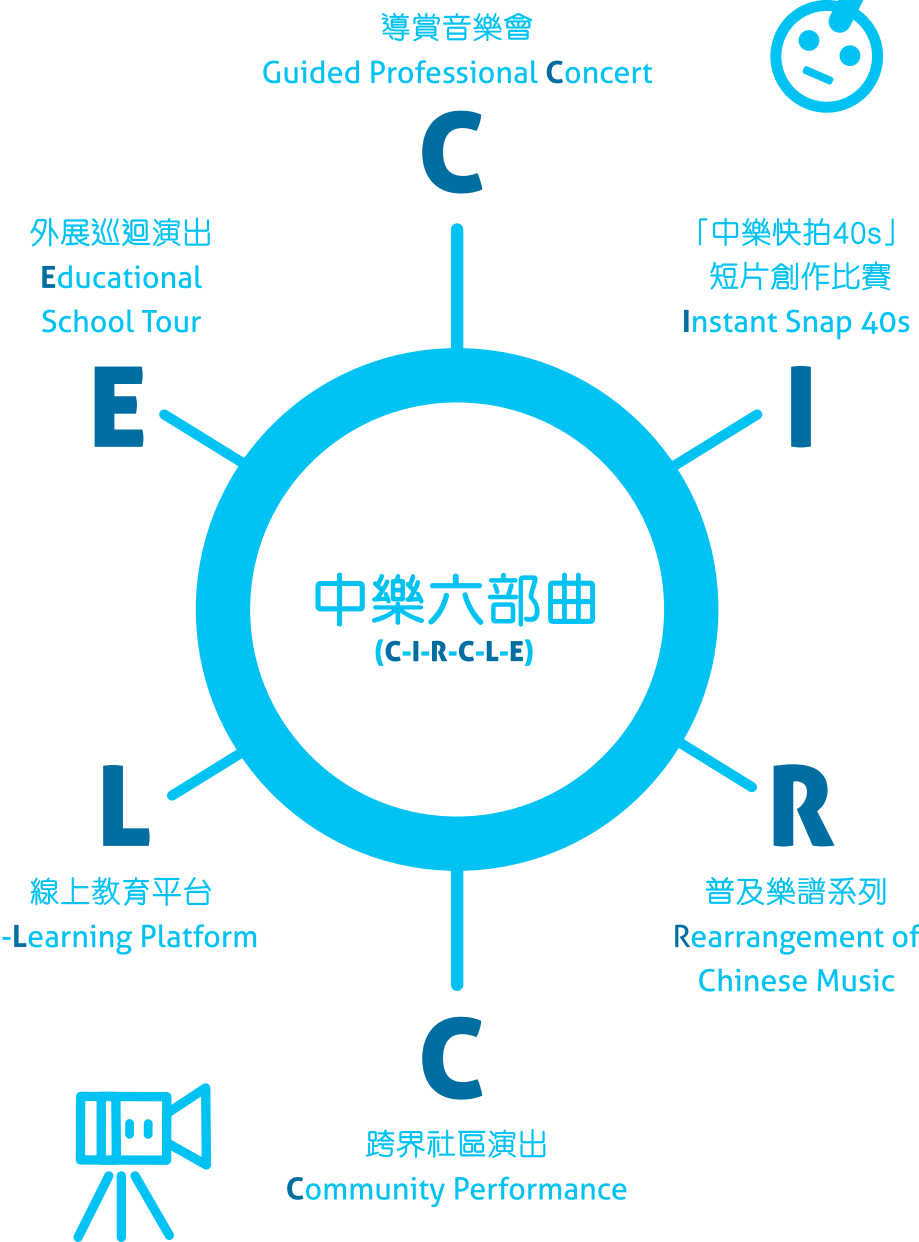 導賞音樂會
Guided Professional Concert
C
外展巡迴演出
Educational
School Tour
E
「中樂快拍40s」
短片創作比賽
Instant Snap 40s
I
中樂六部曲
(C-I-R-C-L-E)
L
線上教育平台
-Learning Platform
R
普及樂譜系列
Rearrangement of
Chinese Music
C
跨界社區演出
Community Performance